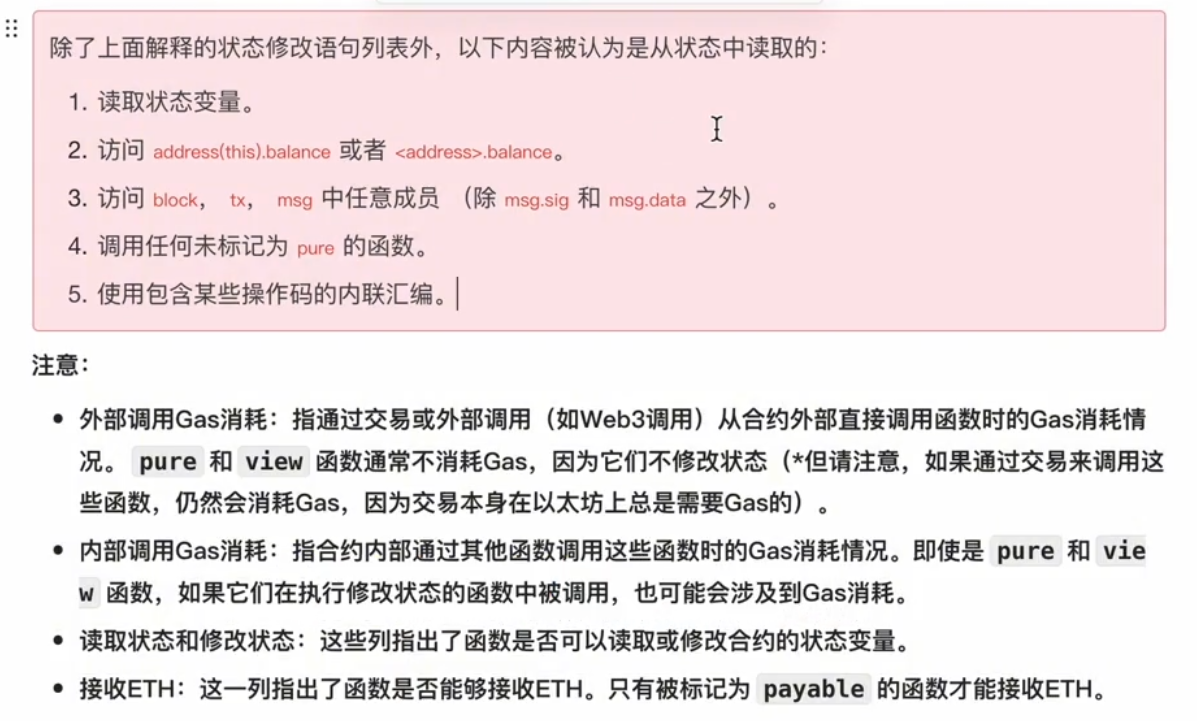 除了上面解释的状态修改语句列表外，以下内容被认为是从状态中读取的：
1. 读取状态变量。
2. 访问 address(this).balance 或者 <address>.balance。
3. 访问 block， tx， msg 中任意成员 （除 msg.sig 和 msg.data 之外）。
4. 调用任何未标记为 pure 的函数。
5. 使用包含某些操作码的内联汇编。
注意：
• 外部调用Gas消耗：指通过交易或外部调用（如Web3调用）从合约外部直接调用函数时的Gas消耗情
况。 pure 和 view 函数通常不消耗Gas，因为它们不修改状态（*但请注意，如果通过交易来调用这
些函数，仍然会消耗Gas，因为交易本身在以太坊上总是需要Gas的）。
• 内部调用Gas消耗：指合约内部通过其他函数调用这些函数时的Gas消耗情况。即使是 pure 和 vie
w 函数，如果它们在执行修改状态的函数中被调用，也可能会涉及到Gas消耗。
• 读取状态和修改状态：这些列指出了函数是否可以读取或修改合约的状态变量。
• 接收ETH：这一列指出了函数是否能够接收ETH。只有被标记为 payable 的函数才能接收ETH。